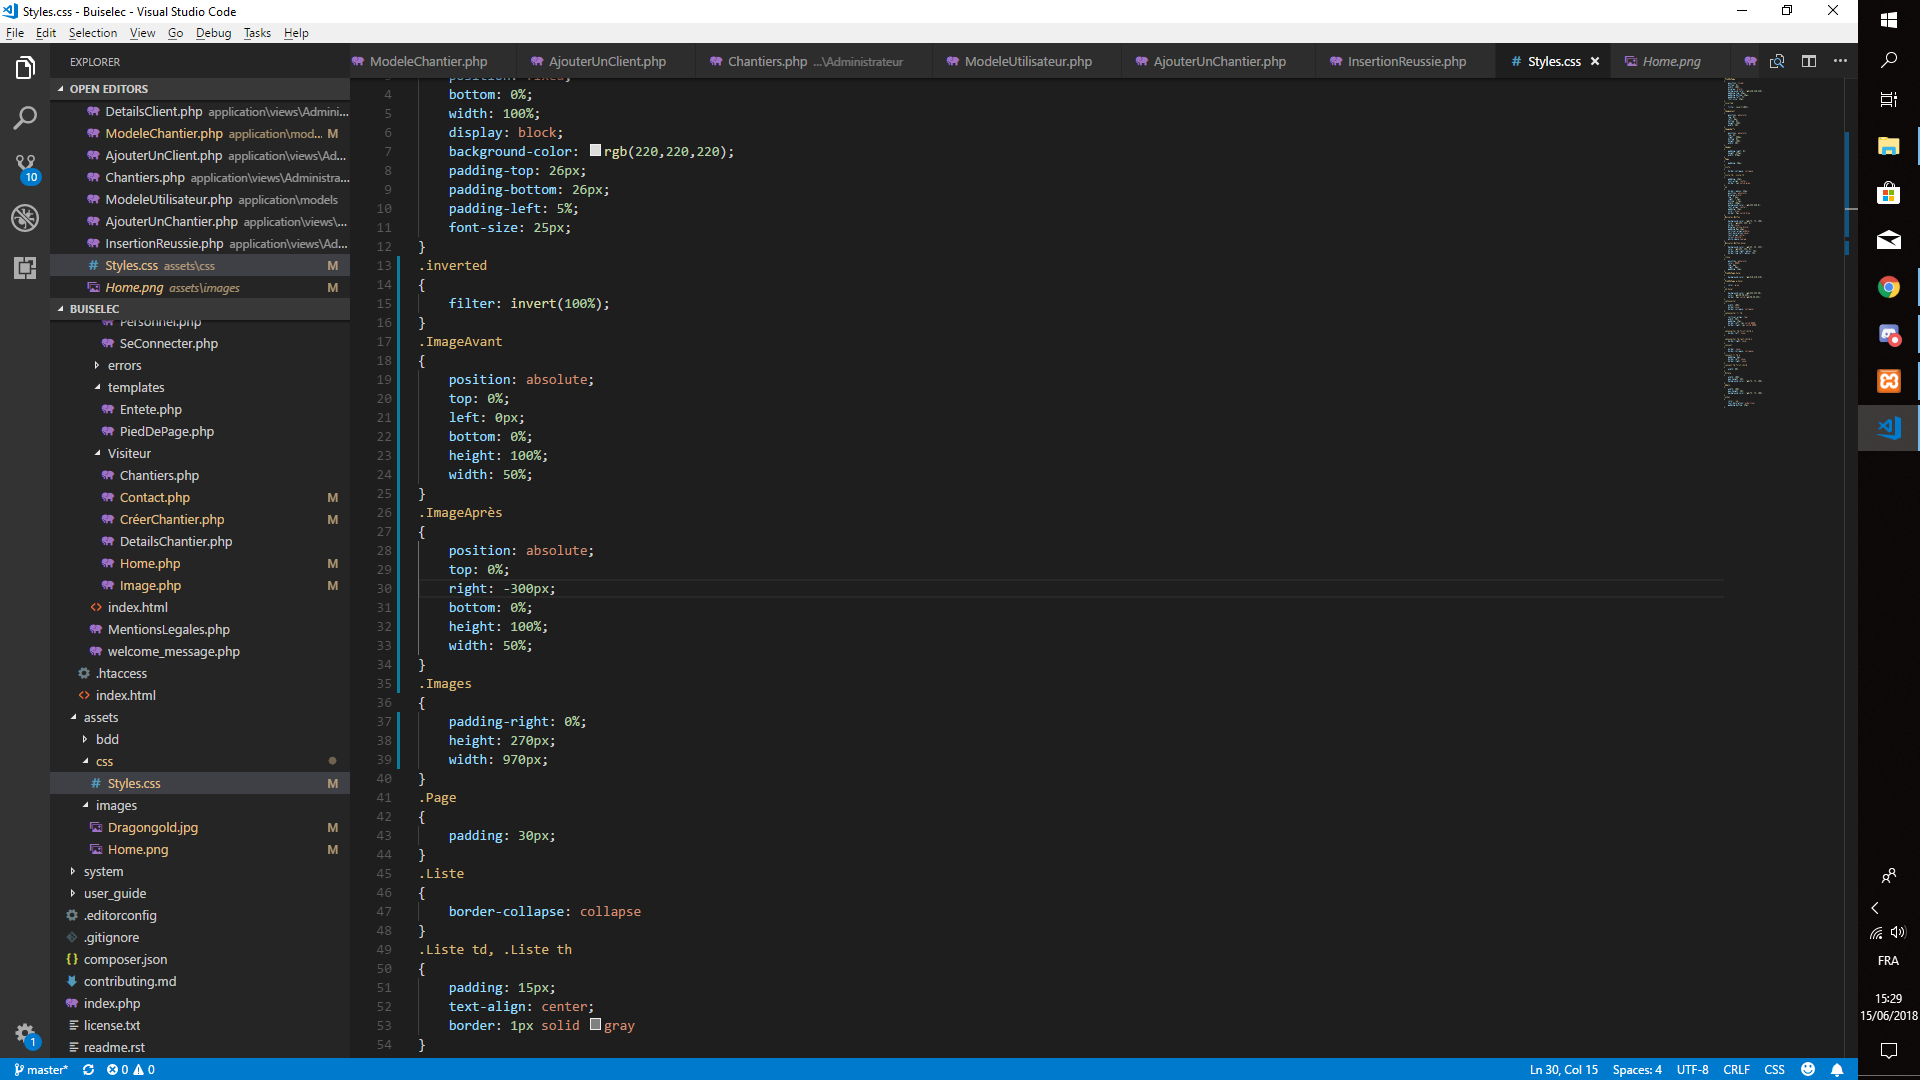 Styles.css - Buiselec - Visual Studio Code
File Edit Selection View Go Debug Tasks Help
EXPLORER
ModeleChantier.php AjouterUnClient.php Chantiers.php ...\Administrateur ModeleUtilisateur.php AjouterUnChantier.php InsertionReussie.php # Styles.css × Home.png
OPEN EDITORS
DetailsClient.php application\views\Admini...
ModeleChantier.php application\mod... M
AjouterUnClient.php application\views\Ad...
Chantiers.php application\views\Administra...
ModeleUtilisateur.php application\models
AjouterUnChantier.php application\views\...
InsertionReussie.php application\views\Ad...
# Styles.css assets\css M
Home.png assets\images M
BUISELEC
Personnel.php
SeConnecter.php
errors
templates
Entete.php
PiedDePage.php
Visiteur
Chantiers.php
Contact.php M
CréerChantier.php M
DetailsChantier.php
Home.php M
Image.php M
<> index.html
MentionsLegales.php
welcome_message.php
.htaccess
<> index.html
assets
bdd
css
# Styles.css M
images
Dragongold.jpg M
Home.png M
system
user_guide
.editorconfig
.gitignore
{} composer.json
contributing.md
index.php
license.txt
readme.rst
10
1
3 position: fixed;
4 bottom: 0%;
5 width: 100%;
6 display: block;
7 background-color: rgb(220,220,220);
8 padding-top: 26px;
9 padding-bottom: 26px;
10 padding-left: 5%;
11 font-size: 25px;
12 }
13 .inverted
14 {
15 filter: invert(100%);
16 }
17 .ImageAvant
18 {
19 position: absolute;
20 top: 0%;
21 left: 0px;
22 bottom: 0%;
23 height: 100%;
24 width: 50%;
25 }
26 .ImageAprès
27 {
28 position: absolute;
29 top: 0%;
30 right: -300px;
31 bottom: 0%;
32 height: 100%;
33 width: 50%;
34 }
35 .Images
36 {
37 padding-right: 0%;
38 height: 270px;
39 width: 970px;
40 }
41 .Page
42 {
43 padding: 30px;
44 }
45 .Liste
46 {
47 border-collapse: collapse
48 }
49 .Liste td, .Liste th
50 {
51 padding: 15px;
52 text-align: center;
53 border: 1px solid gray
54 }
master* 0 0
Ln 30, Col 15 Spaces: 4 UTF-8 CRLF CSS
FRA
15:29
15/06/2018